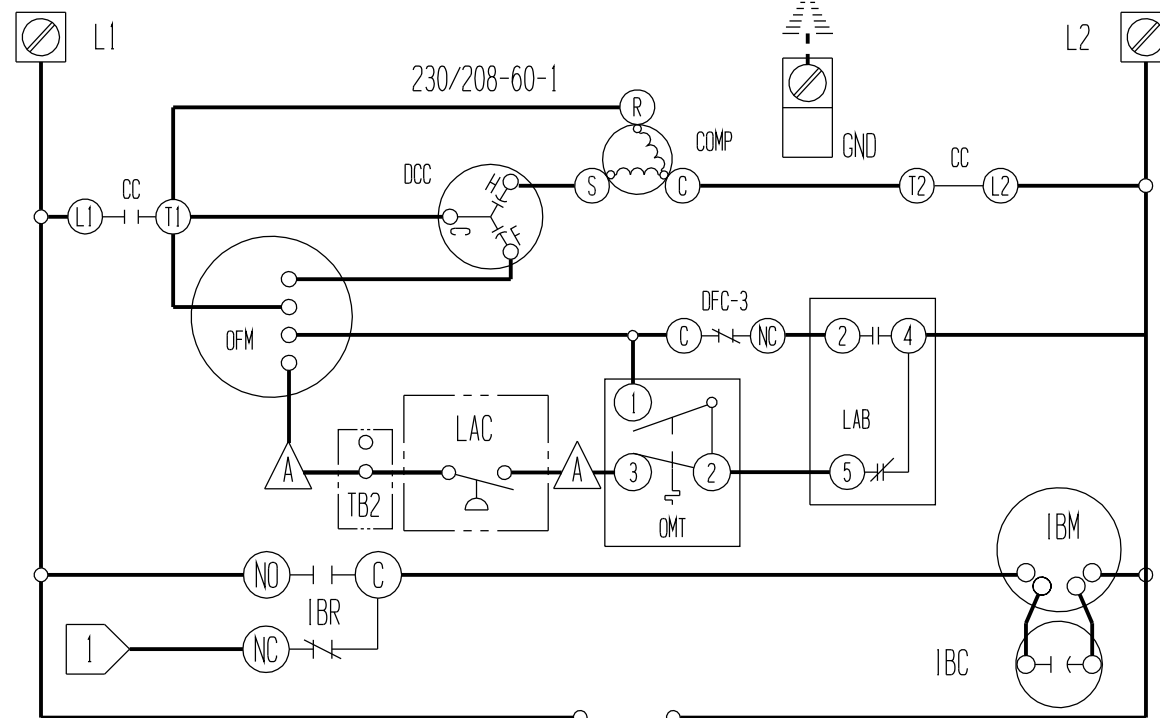 L1
L2
230/208-60-1
R
COMP
GND
DCC
H
S
C
T2
CC
L2
CC
L1
T1
C
F
OFM
DFC-3
C
NC
2
4
1
LAC
LAB
A
TB2
A
3
2
5
OMT
IBM
NO
C
IBR
1
NC
IBC